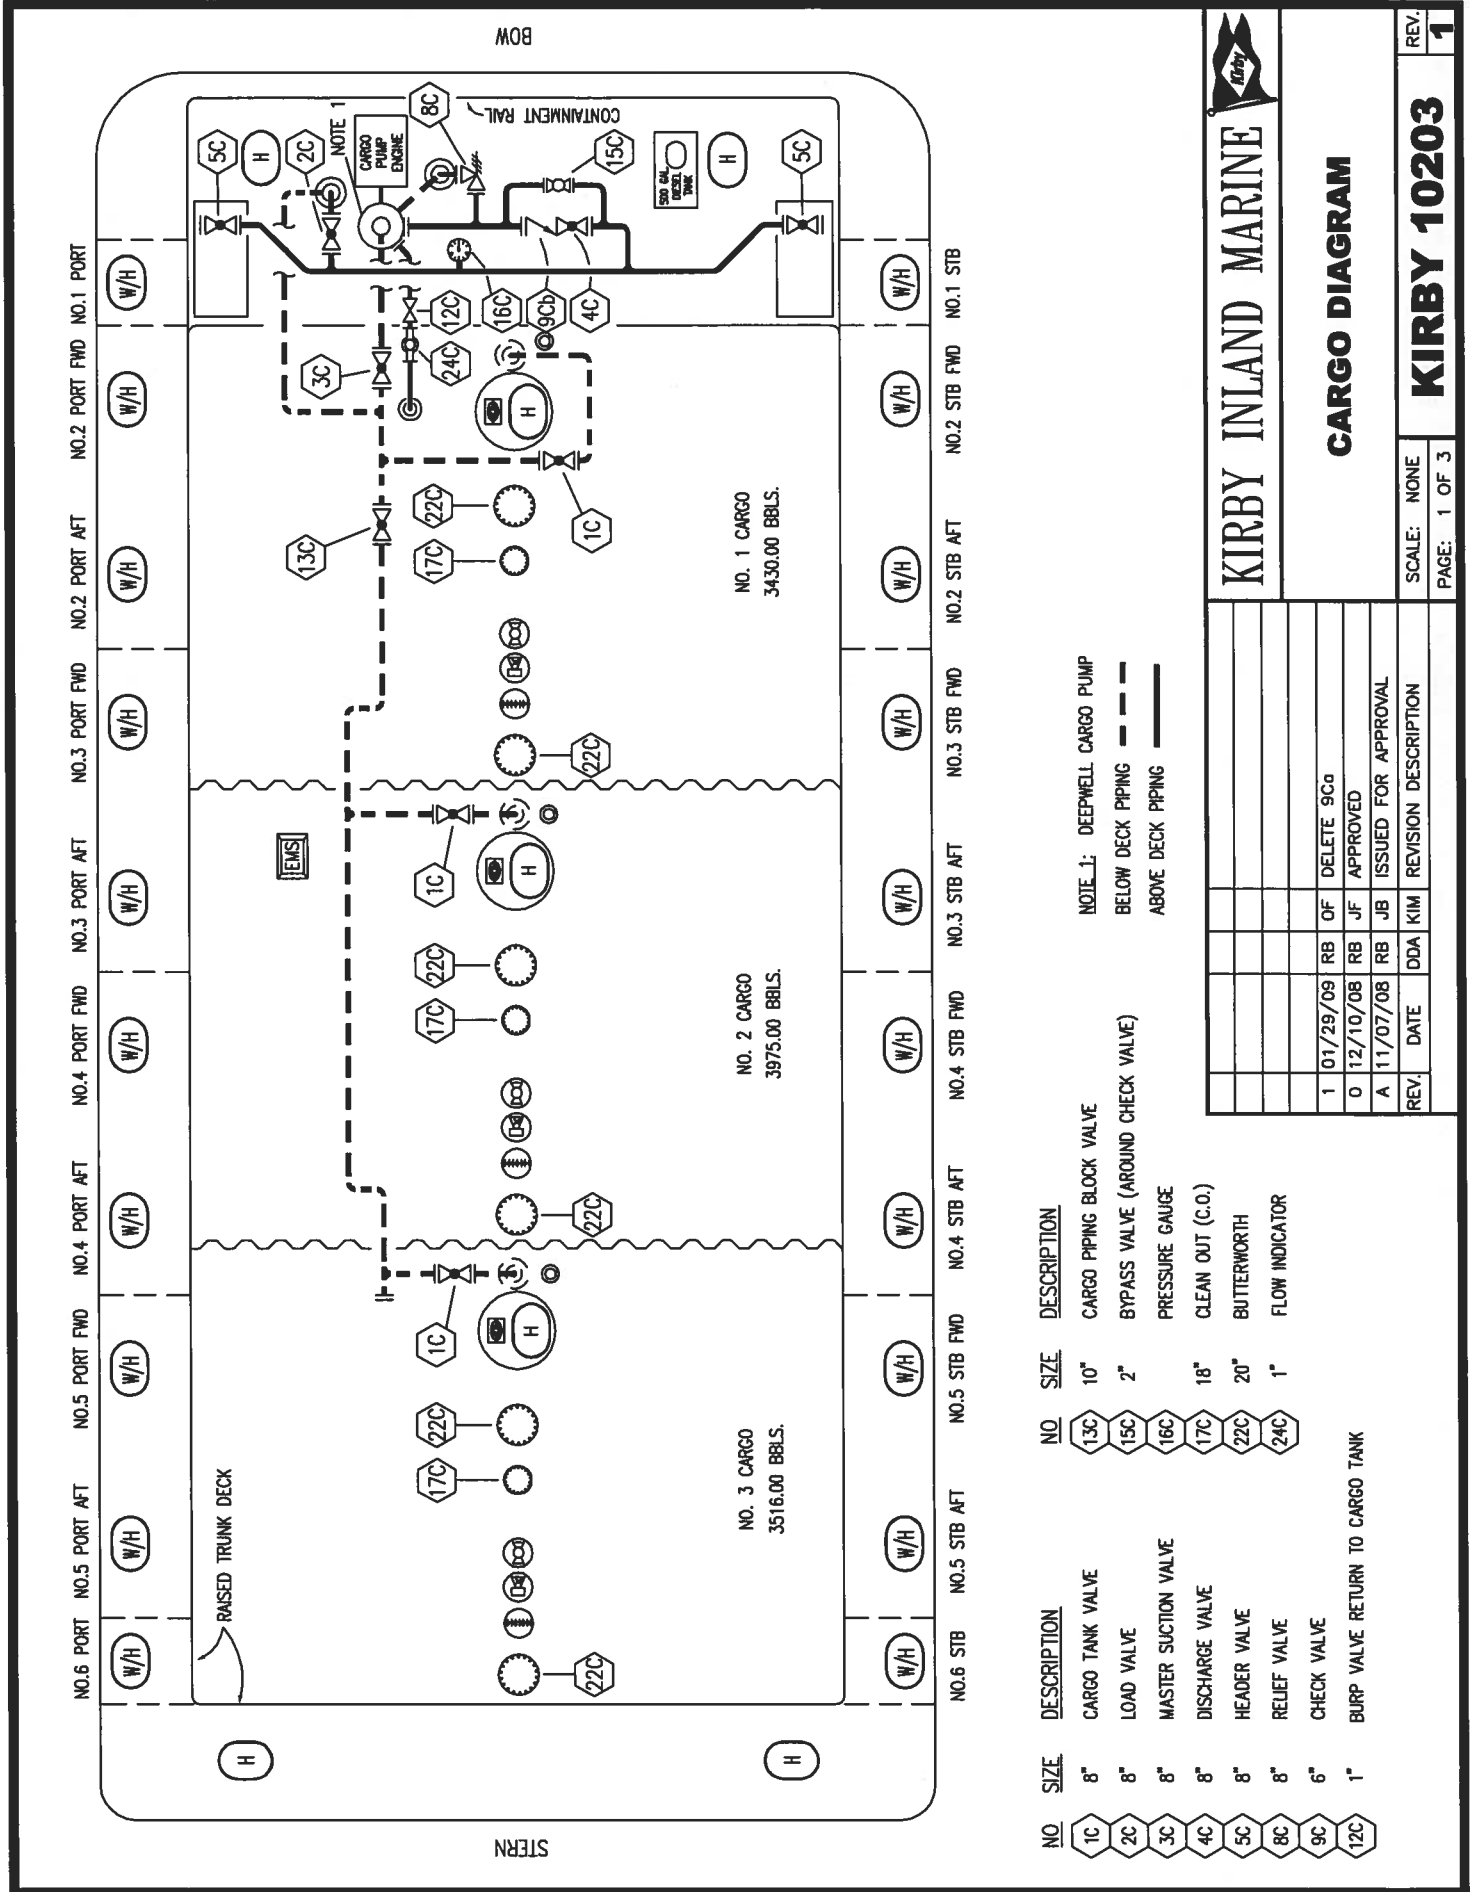 STERN
BOW
NO.6 PORT
NO.5 PORT AFT
NO.5 PORT FWD
NO.4 PORT AFT
NO.4 PORT FWD
NO.3 PORT AFT
NO.3 PORT FWD
NO.2 PORT AFT
NO.2 PORT FWD
NO.1 PORT
W/H
W/H
W/H
W/H
W/H
W/H
W/H
W/H
W/H
W/H
RAISED TRUNK DECK
EMS
13C
3C
5C
H
2C
NOTE 1
CARGO
PUMP
ENGINE
8C
CONTAINMENT RAIL
H
17C
22C
1C
17C
22C
1C
17C
22C
24C
12C
16C
9Cb
4C
15C
500 GAL
DIESEL
TANK
H
5C
H
H
H
22C
22C
22C
1C
H
NO. 3 CARGO
3516.00 BBLS.
NO. 2 CARGO
3975.00 BBLS.
NO. 1 CARGO
3430.00 BBLS.
W/H
W/H
W/H
W/H
W/H
W/H
W/H
W/H
W/H
W/H
NO.6 STB
NO.5 STB AFT
NO.5 STB FWD
NO.4 STB AFT
NO.4 STB FWD
NO.3 STB AFT
NO.3 STB FWD
NO.2 STB AFT
NO.2 STB FWD
NO.1 STB
NO SIZE DESCRIPTION
1C 8" CARGO TANK VALVE
2C 8" LOAD VALVE
3C 8" MASTER SUCTION VALVE
4C 8" DISCHARGE VALVE
5C 8" HEADER VALVE
8C 8" RELIEF VALVE
9C 6" CHECK VALVE
12C 1" BURP VALVE RETURN TO CARGO TANK
NO SIZE DESCRIPTION
13C 10" CARGO PIPING BLOCK VALVE
15C 2" BYPASS VALVE (AROUND CHECK VALVE)
16C PRESSURE GAUGE
17C 18" CLEAN OUT (C.O.)
22C 20" BUTTERWORTH
24C 1" FLOW INDICATOR
NOTE 1: DEEPWELL CARGO PUMP
BELOW DECK PIPING
ABOVE DECK PIPING
1 01/29/09 RB OF DELETE 9Ca
0 12/10/08 RB JF APPROVED
A 11/07/08 RB JB ISSUED FOR APPROVAL
REV. DATE DDA KIM REVISION DESCRIPTION
KIRBY INLAND MARINE
Kirby
CARGO DIAGRAM
SCALE: NONE
PAGE: 1 OF 3
KIRBY 10203
REV.
1